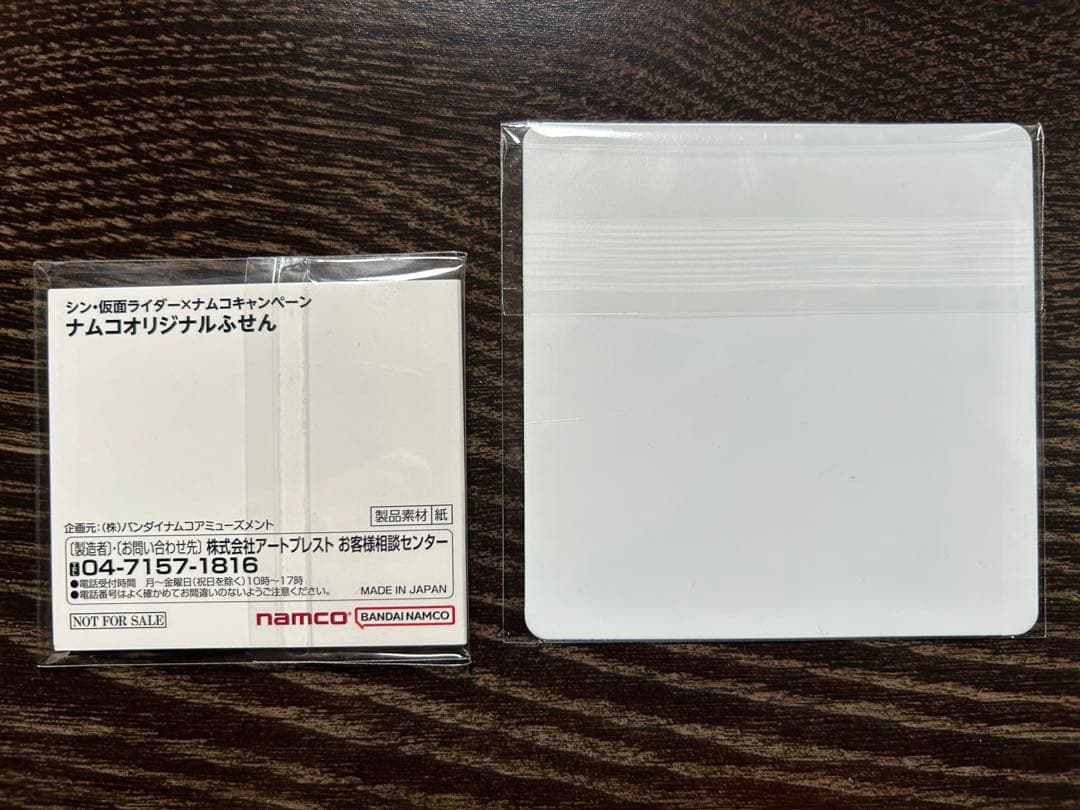 シン・仮面ライダー×ナムコキャンペーン
ナムコオリジナルふせん
製品素材 紙
企画元:(株)バンダイナムコアミューズメント
〔製造者〕・〔お問い合わせ先〕 株式会社アートプレスト お客様相談センター
04-7157-1816
●電話受付時間 月〜金曜日(祝日を除く)10時〜17時
●電話番号はよく確かめてお間違いのないようご注意ください。 MADE IN JAPAN
NOT FOR SALE
namco BANDAI NAMCO